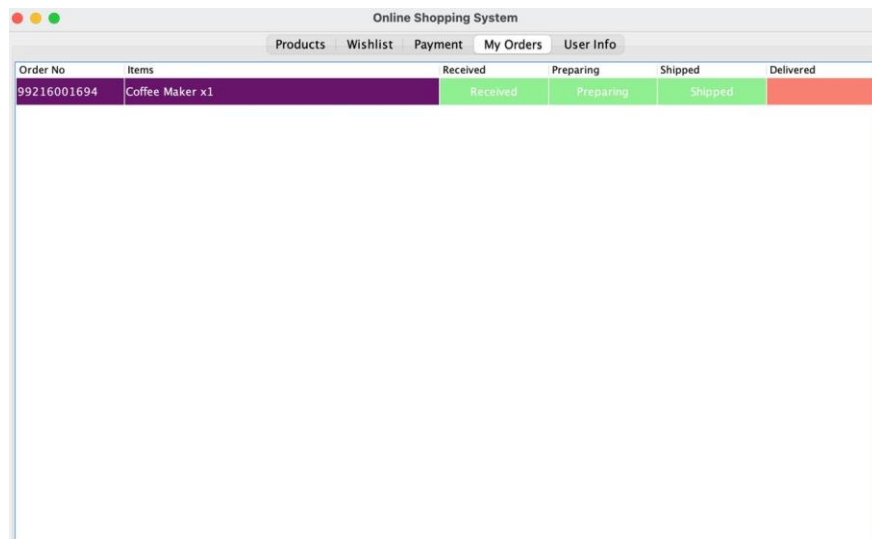 Online Shopping System
Products Wishlist Payment My Orders User Info
Order No Items Received Preparing Shipped Delivered
99216001694 Coffee Maker x1 Received Preparing Shipped